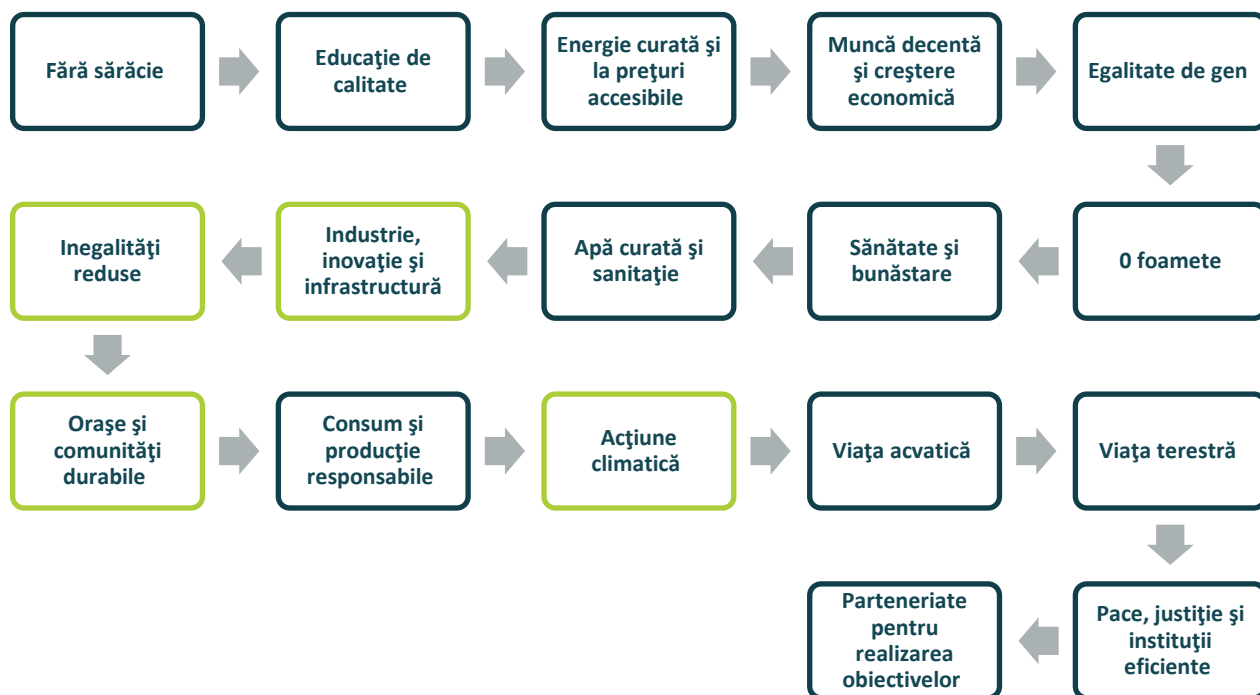 Fără sărăcie
Educaţie de
calitate
Energie curată şi
la preţuri
accesibile
Muncă decentă
şi creştere
economică
Egalitate de gen
Inegalităţi
reduse
Industrie,
inovaţie şi
infrastructură
Apă curată şi
sanitaţie
Sănătate şi
bunăstare
0 foamete
Oraşe şi
comunităţi
durabile
Consum şi
producţie
responsabile
Acţiune
climatică
Viaţa acvatică
Viaţa terestră
Parteneriate
pentru
realizarea
obiectivelor
Pace, justiţie şi
instituţii
eficiente